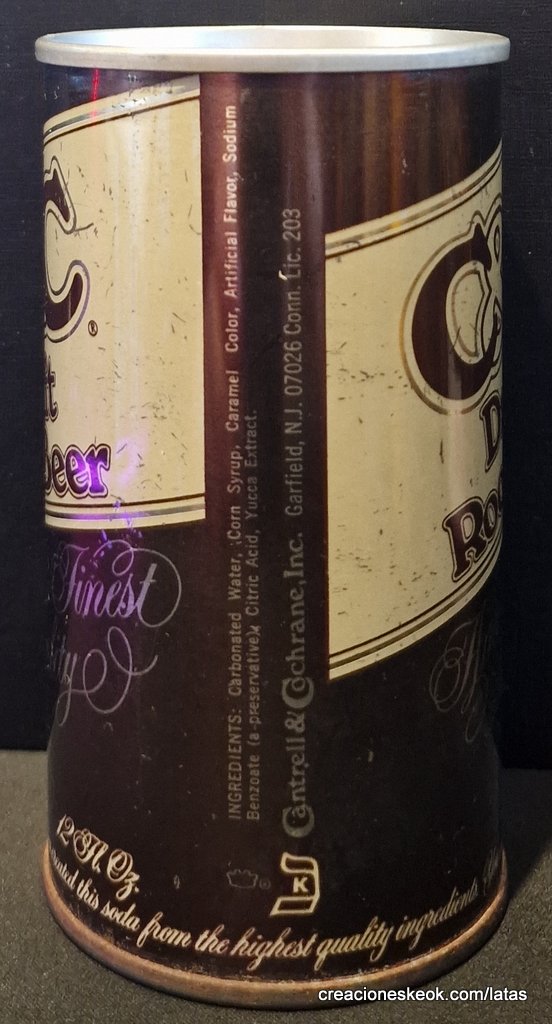 C
®
Beer
Finest
INGREDIENTS: Carbonated Water, Corn Syrup, Caramel Color, Artificial Flavor, Sodium
Benzoate (a-preservative), Citric Acid, Yucca Extract.
Cantrell & Cochrane, Inc. Garfield, N.J. 07026 Conn. Lic. 203
K
C&
D
Roo
12 Fl. Oz.
this soda from the highest quality ingredients
creacioneskeok.com/latas